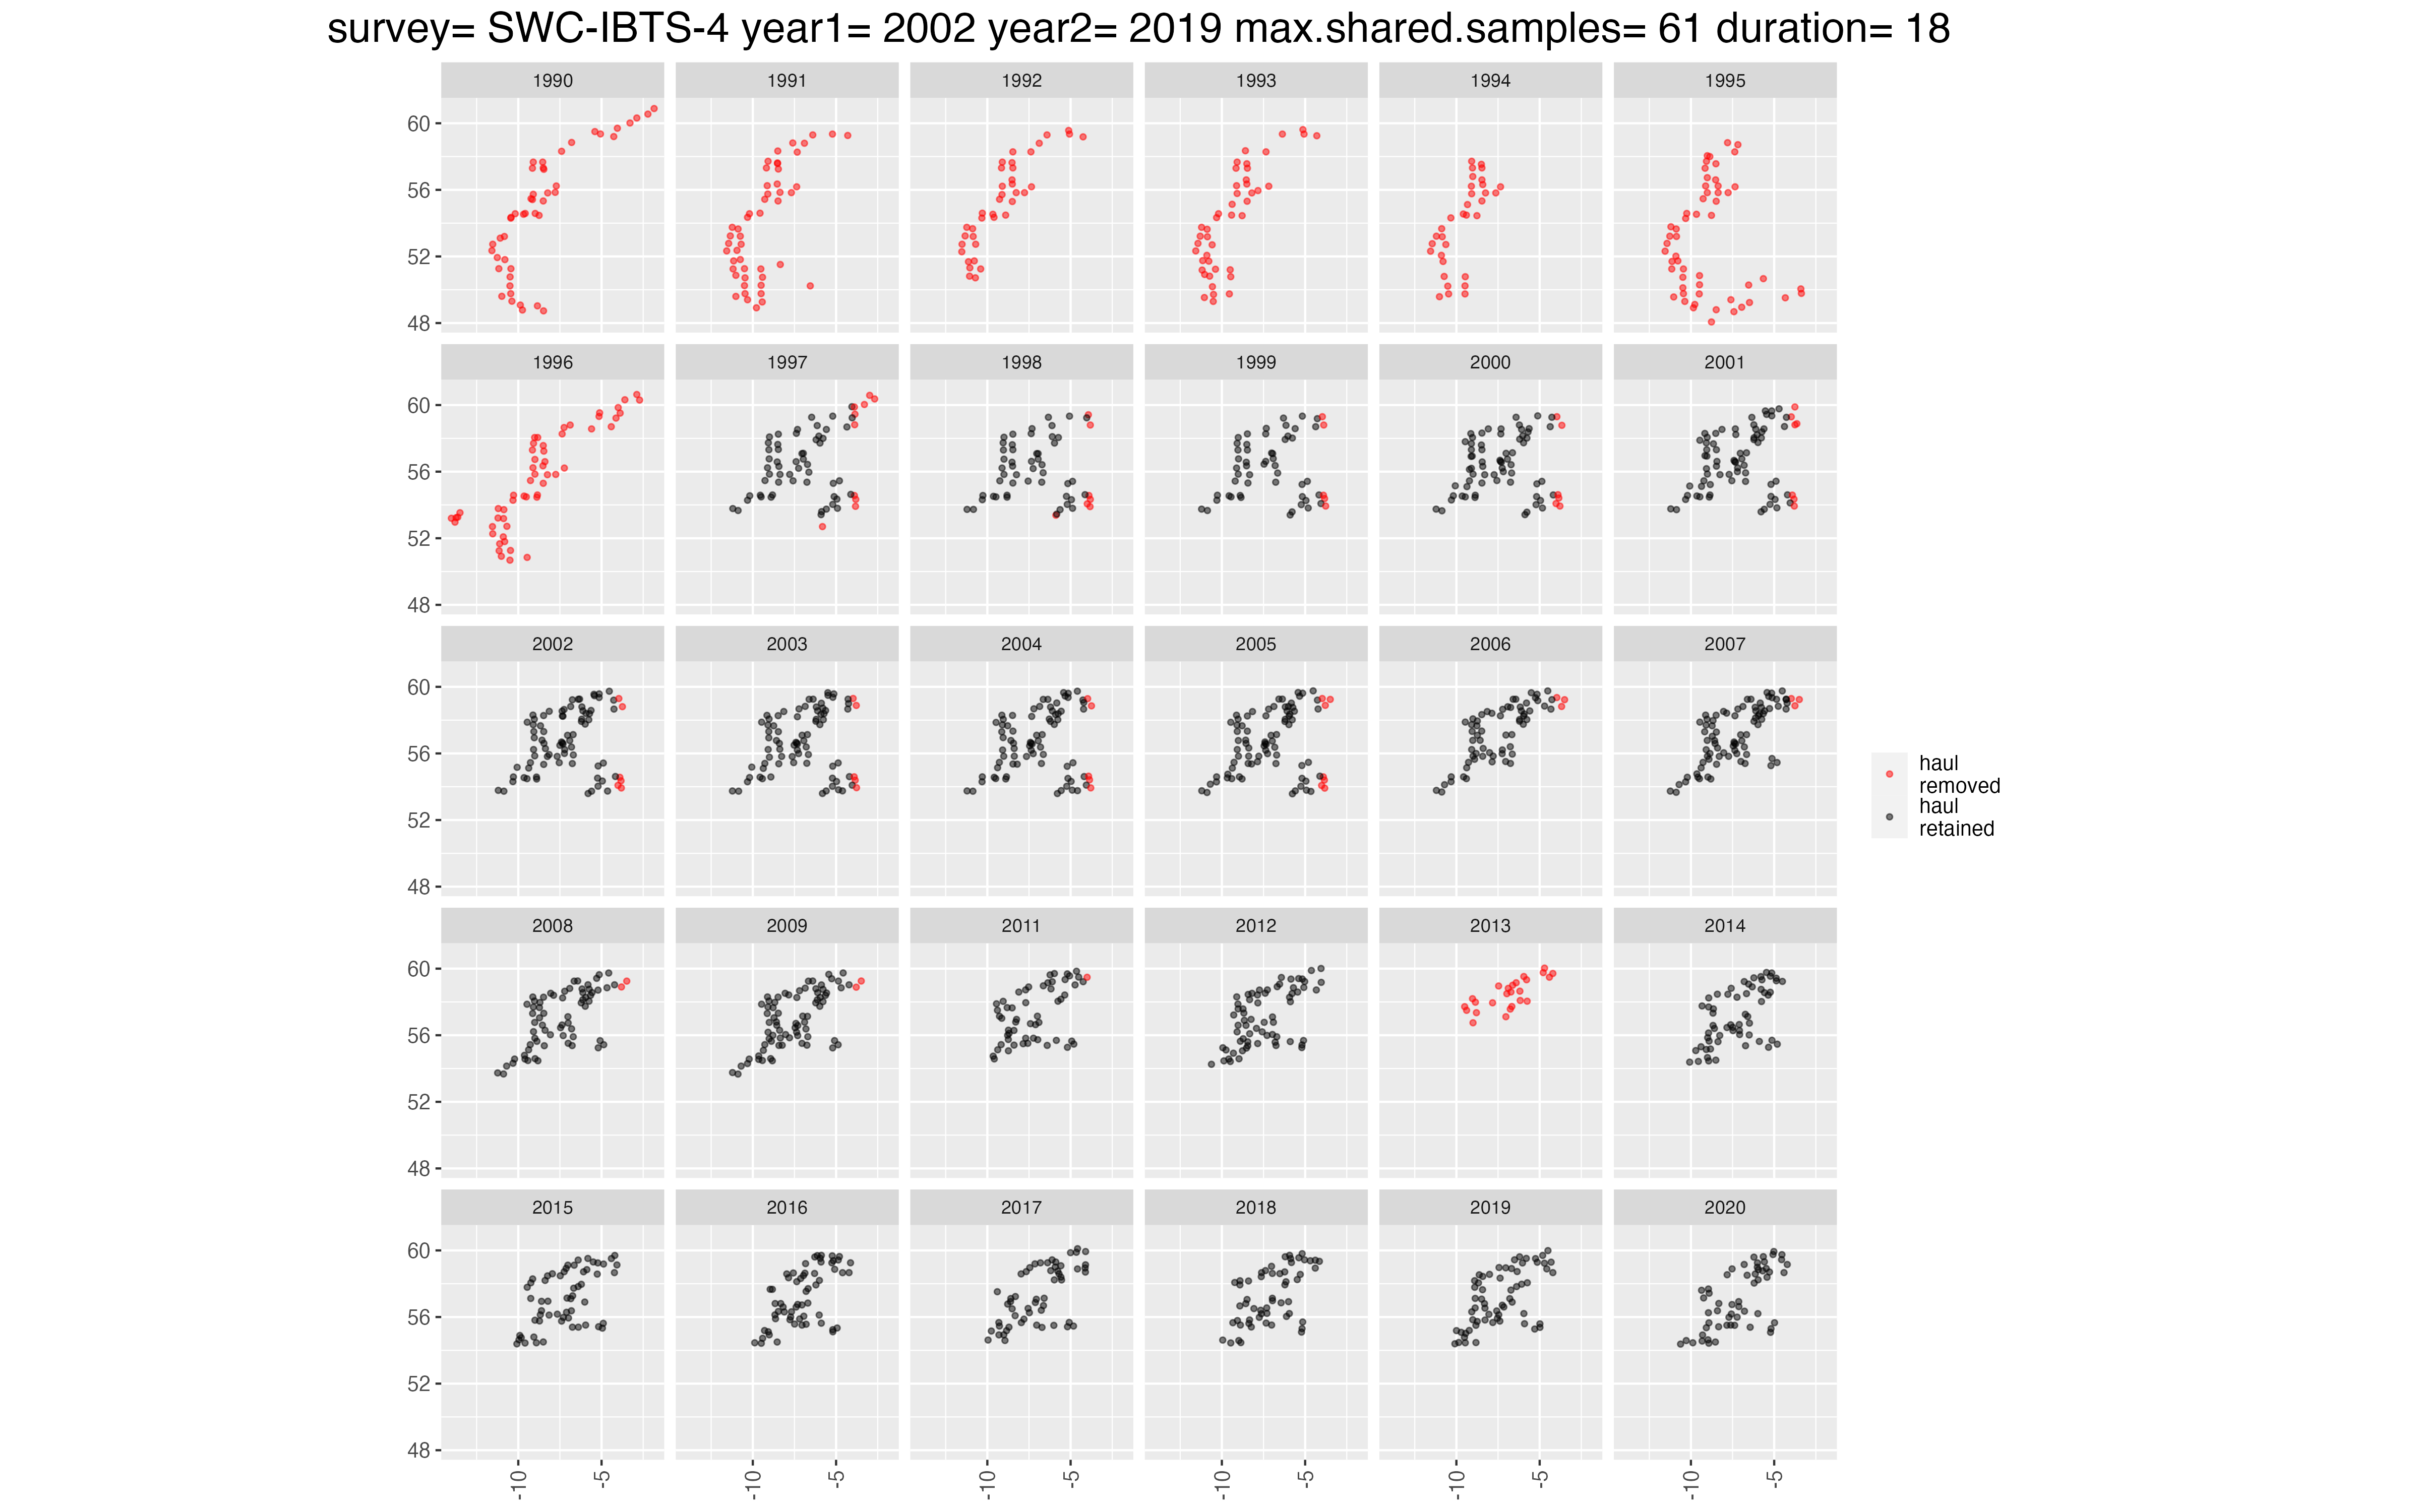 survey= SWC-IBTS-4 year1= 2002 year2= 2019 max.shared.samples= 61 duration= 18
1990 1991 1992 1993 1994 1995
60
56
52
48
1996 1997 1998 1999 2000 2001
60
56
52
48
2002 2003 2004 2005 2006 2007
60
56
52
48
haul
removed
haul
retained
2008 2009 2011 2012 2013 2014
60
56
52
48
2015 2016 2017 2018 2019 2020
60
56
52
48
-10 -5 -10 -5 -10 -5 -10 -5 -10 -5 -10 -5